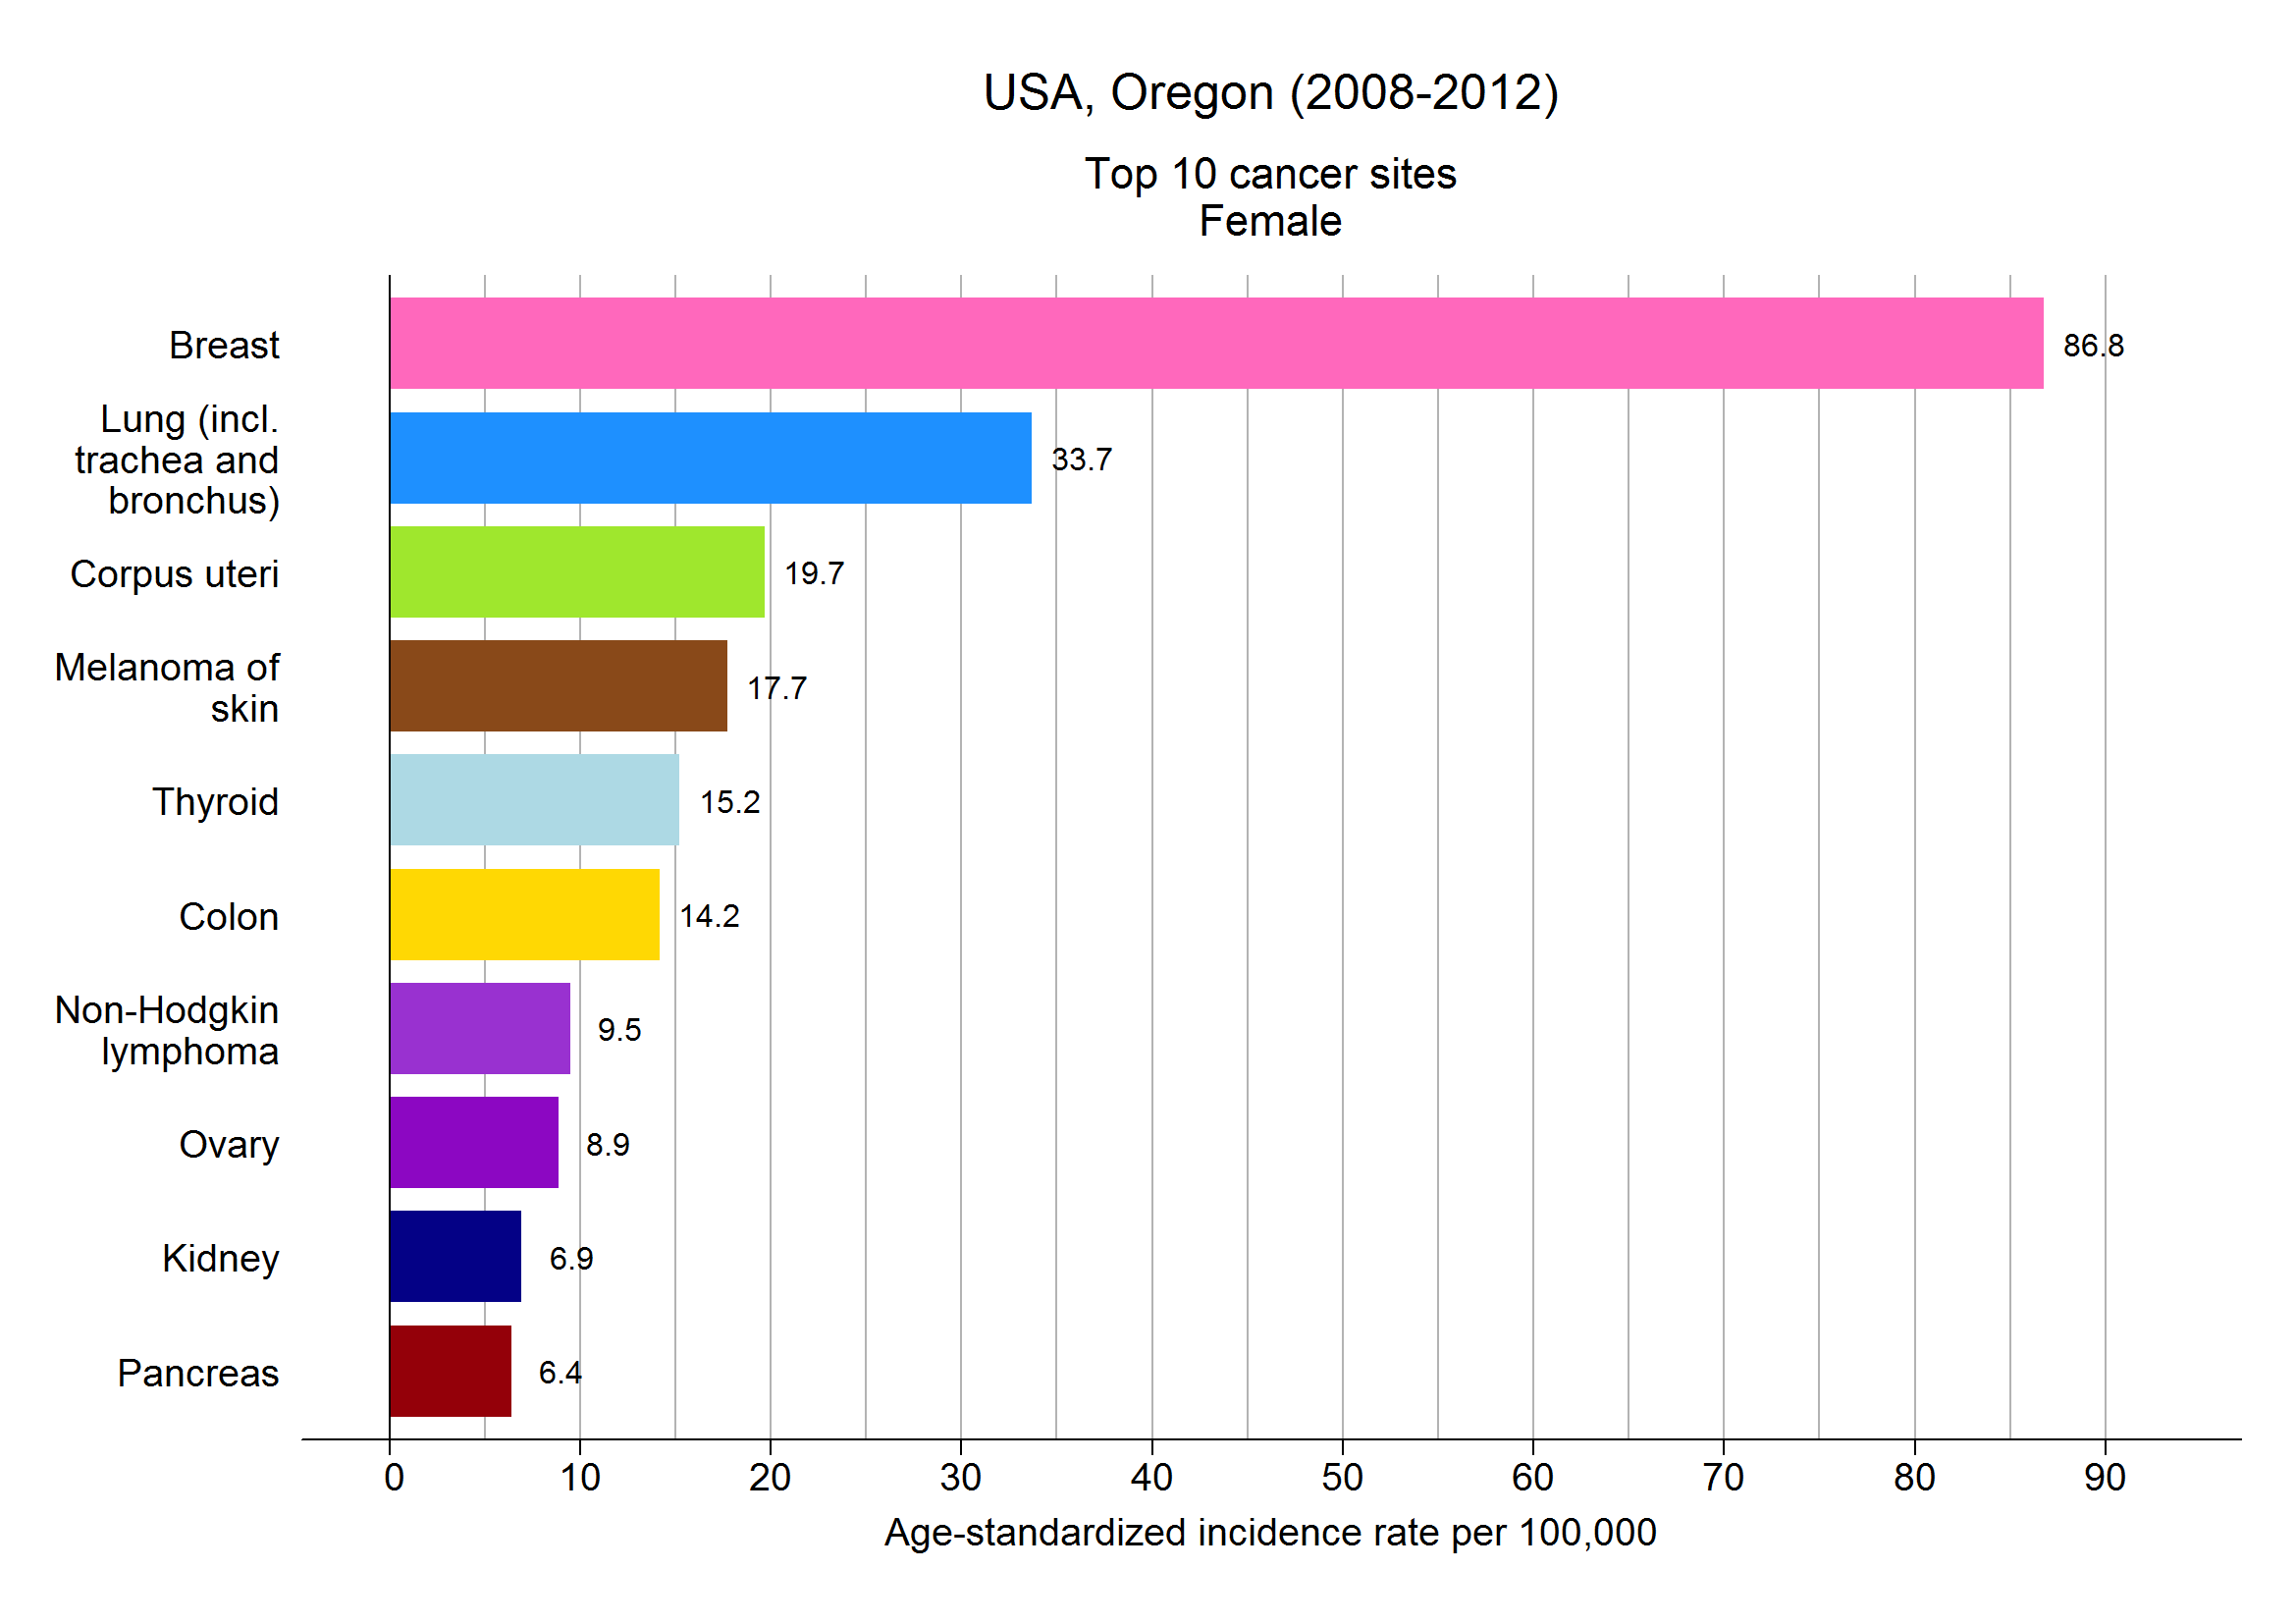 USA, Oregon (2008-2012)
Top 10 cancer sites
Female
Breast
86.8
Lung (incl.
trachea and
bronchus)
33.7
Corpus uteri
19.7
Melanoma of
skin
17.7
Thyroid
15.2
Colon
14.2
Non-Hodgkin
lymphoma
9.5
Ovary
8.9
Kidney
6.9
Pancreas
6.4
0 10 20 30 40 50 60 70 80 90
Age-standardized incidence rate per 100,000